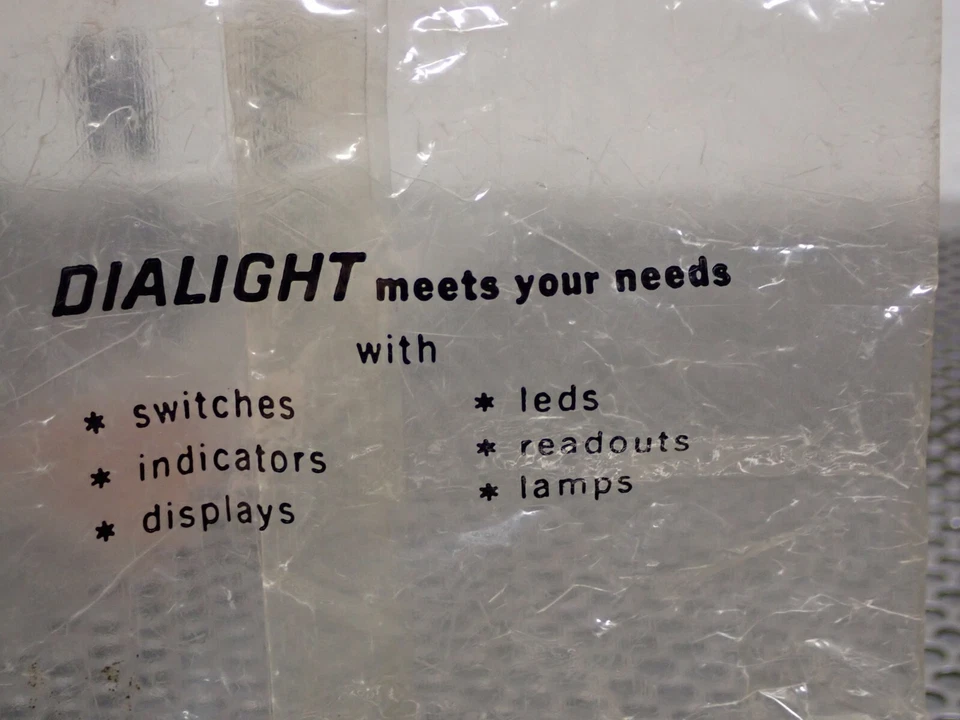 DIALIGHT meets your needs
with
* switches
* indicators
* displays
* leds
* readouts
* lamps